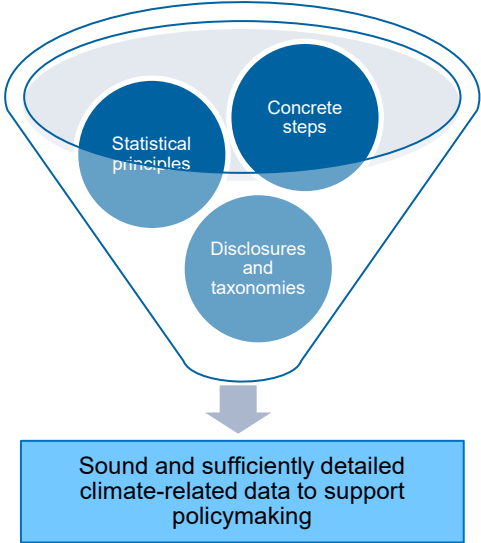 Concrete
steps
Statistical
principles
Disclosures
and
taxonomies
Sound and sufficiently detailed
climate-related data to support
policymaking